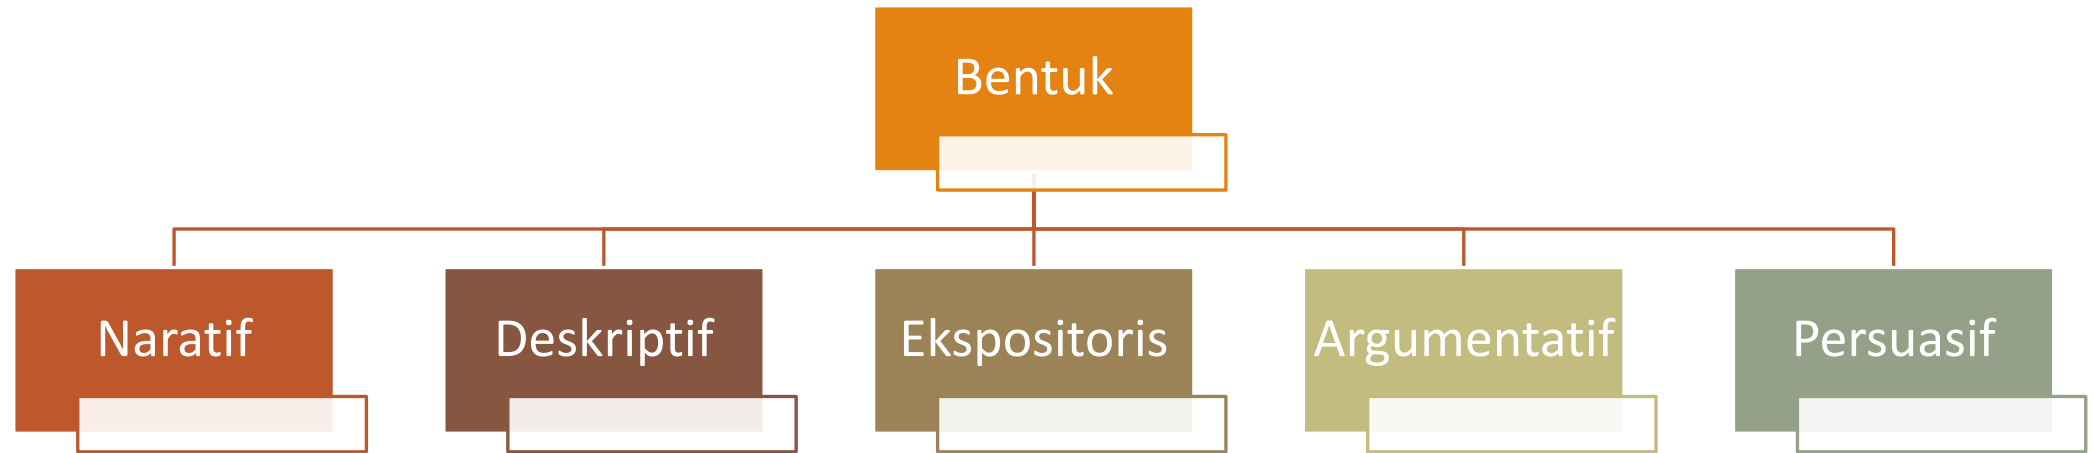 Bentuk
Naratif
Deskriptif
Ekspositoris
Argumentatif
Persuasif